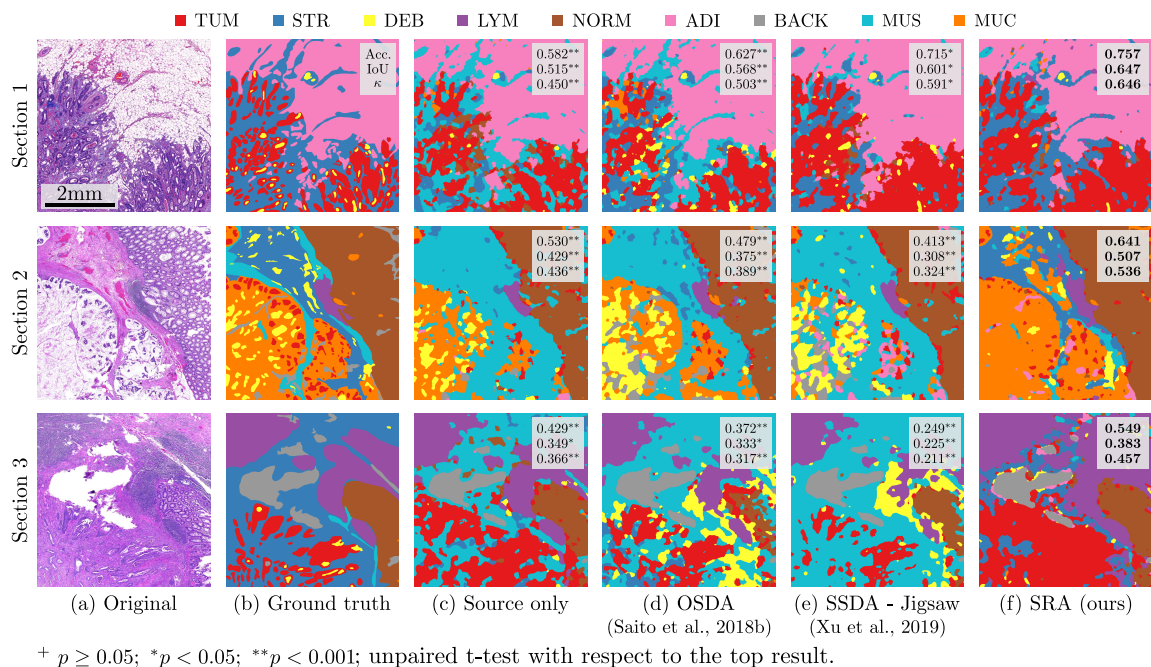 TUM STR DEB LYM NORM ADI BACK MUS MUC
Section 1
2mm
Acc.
IoU
κ
0.582**
0.515**
0.450**
0.627**
0.568**
0.503**
0.715*
0.601*
0.591*
0.757
0.647
0.646
Section 2
0.530**
0.429**
0.436**
0.479**
0.375**
0.389**
0.413**
0.308**
0.324**
0.641
0.507
0.536
Section 3
0.429**
0.349*
0.366**
0.372**
0.333*
0.317**
0.249**
0.225**
0.211**
0.549
0.383
0.457
(a) Original
(b) Ground truth
(c) Source only
(d) OSDA
(Saito et al., 2018b)
(e) SSDA - Jigsaw
(Xu et al., 2019)
(f) SRA (ours)
+ p ≥ 0.05; *p < 0.05; **p < 0.001; unpaired t-test with respect to the top result.